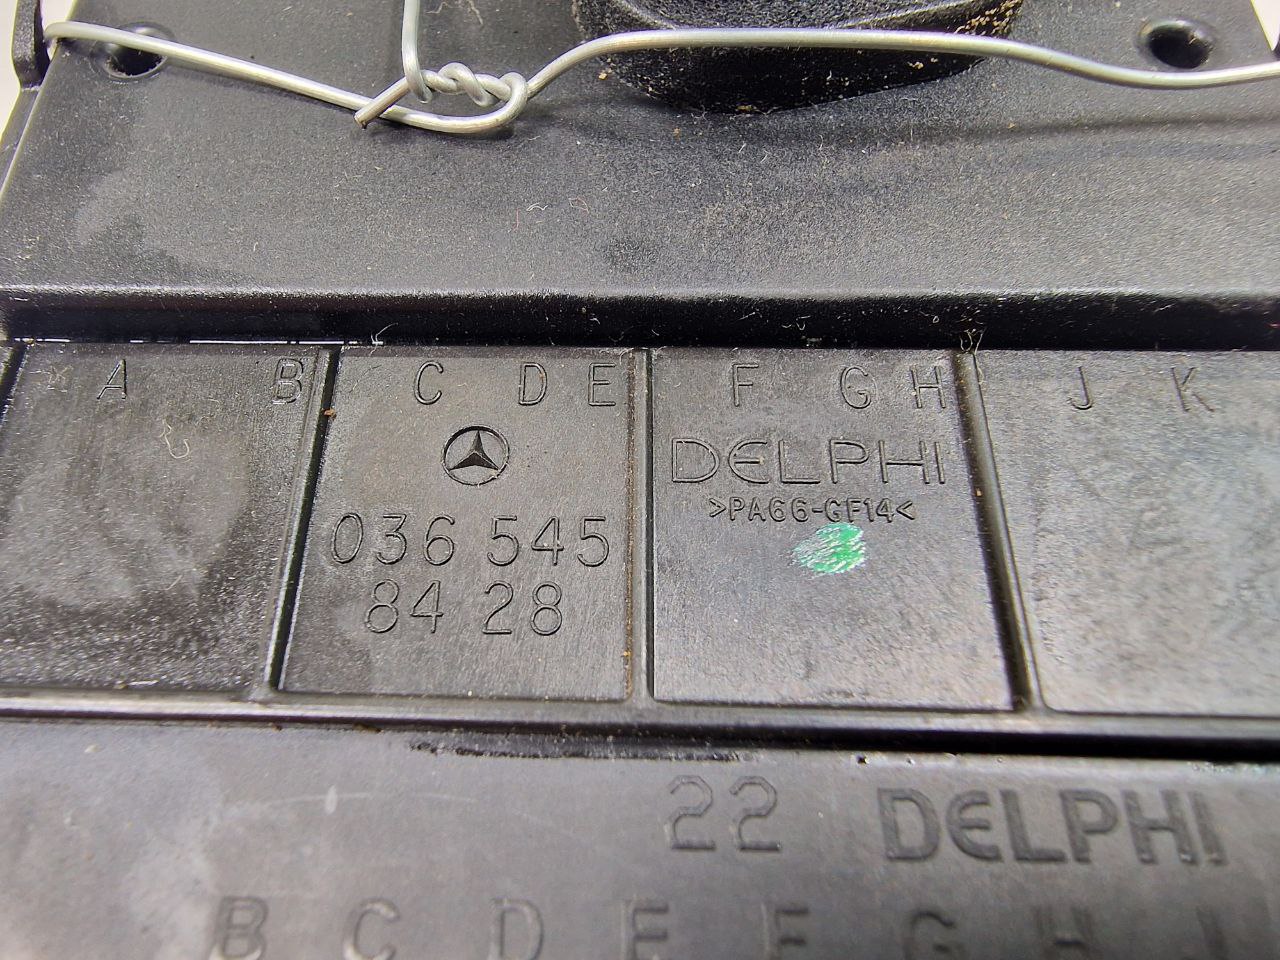 A B C D E F G H J K
DELPHI
>PA66-GF14<
036 545
84 28
22 DELPHI
B C D E F G H J